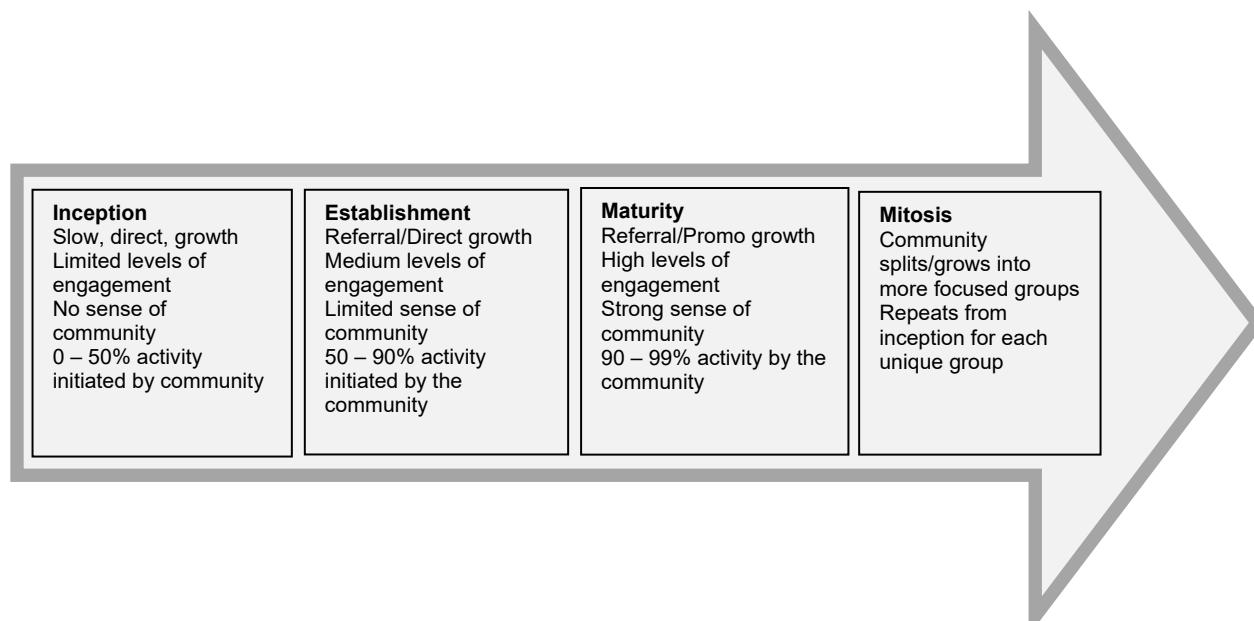 Inception
Slow, direct, growth
Limited levels of
engagement
No sense of
community
0 – 50% activity
initiated by community
Establishment
Referral/Direct growth
Medium levels of
engagement
Limited sense of
community
50 – 90% activity
initiated by the
community
Maturity
Referral/Promo growth
High levels of
engagement
Strong sense of
community
90 – 99% activity by the
community
Mitosis
Community
splits/grows into
more focused groups
Repeats from
inception for each
unique group